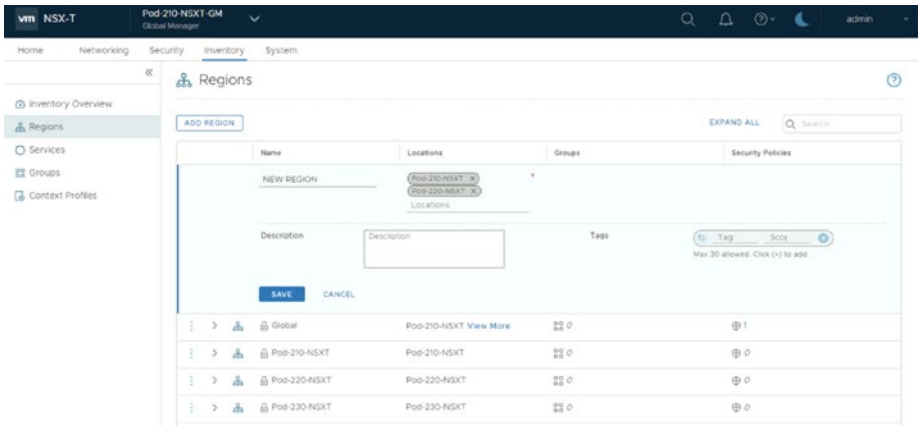 vm NSX-T Pod-210-NSXT-GM
Global Manager
admin
Home Networking Security Inventory System
Regions
Inventory Overview
Regions
Services
Groups
Context Profiles
ADD REGION EXPAND ALL Search
Name Locations Groups Security Policies
NEW REGION Pod-210-NSXT X *
Pod-220-NSXT X
Locations
Description Description Tags Tag Scop
Max 30 allowed. Click (+) to add.
SAVE CANCEL
Global Pod-210-NSXT View More 0 1
Pod-210-NSXT Pod-210-NSXT 0 0
Pod-220-NSXT Pod-220-NSXT 0 0
Pod-230-NSXT Pod-230-NSXT 0 0